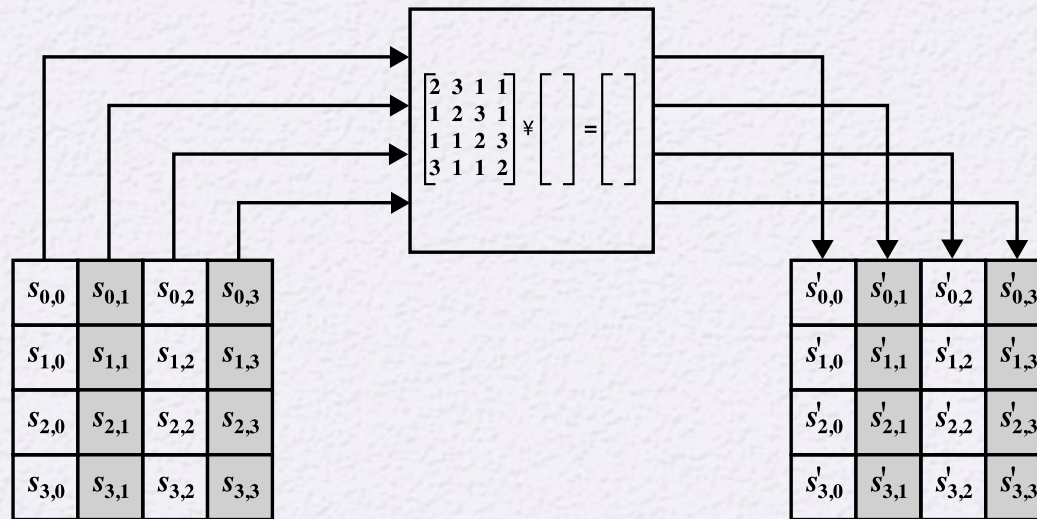 2 3 1 1
1 2 3 1
1 1 2 3
3 1 1 2
¥ =
s0,0 s0,1 s0,2 s0,3
s1,0 s1,1 s1,2 s1,3
s2,0 s2,1 s2,2 s2,3
s3,0 s3,1 s3,2 s3,3
s'0,0 s'0,1 s'0,2 s'0,3
s'1,0 s'1,1 s'1,2 s'1,3
s'2,0 s'2,1 s'2,2 s'2,3
s'3,0 s'3,1 s'3,2 s'3,3